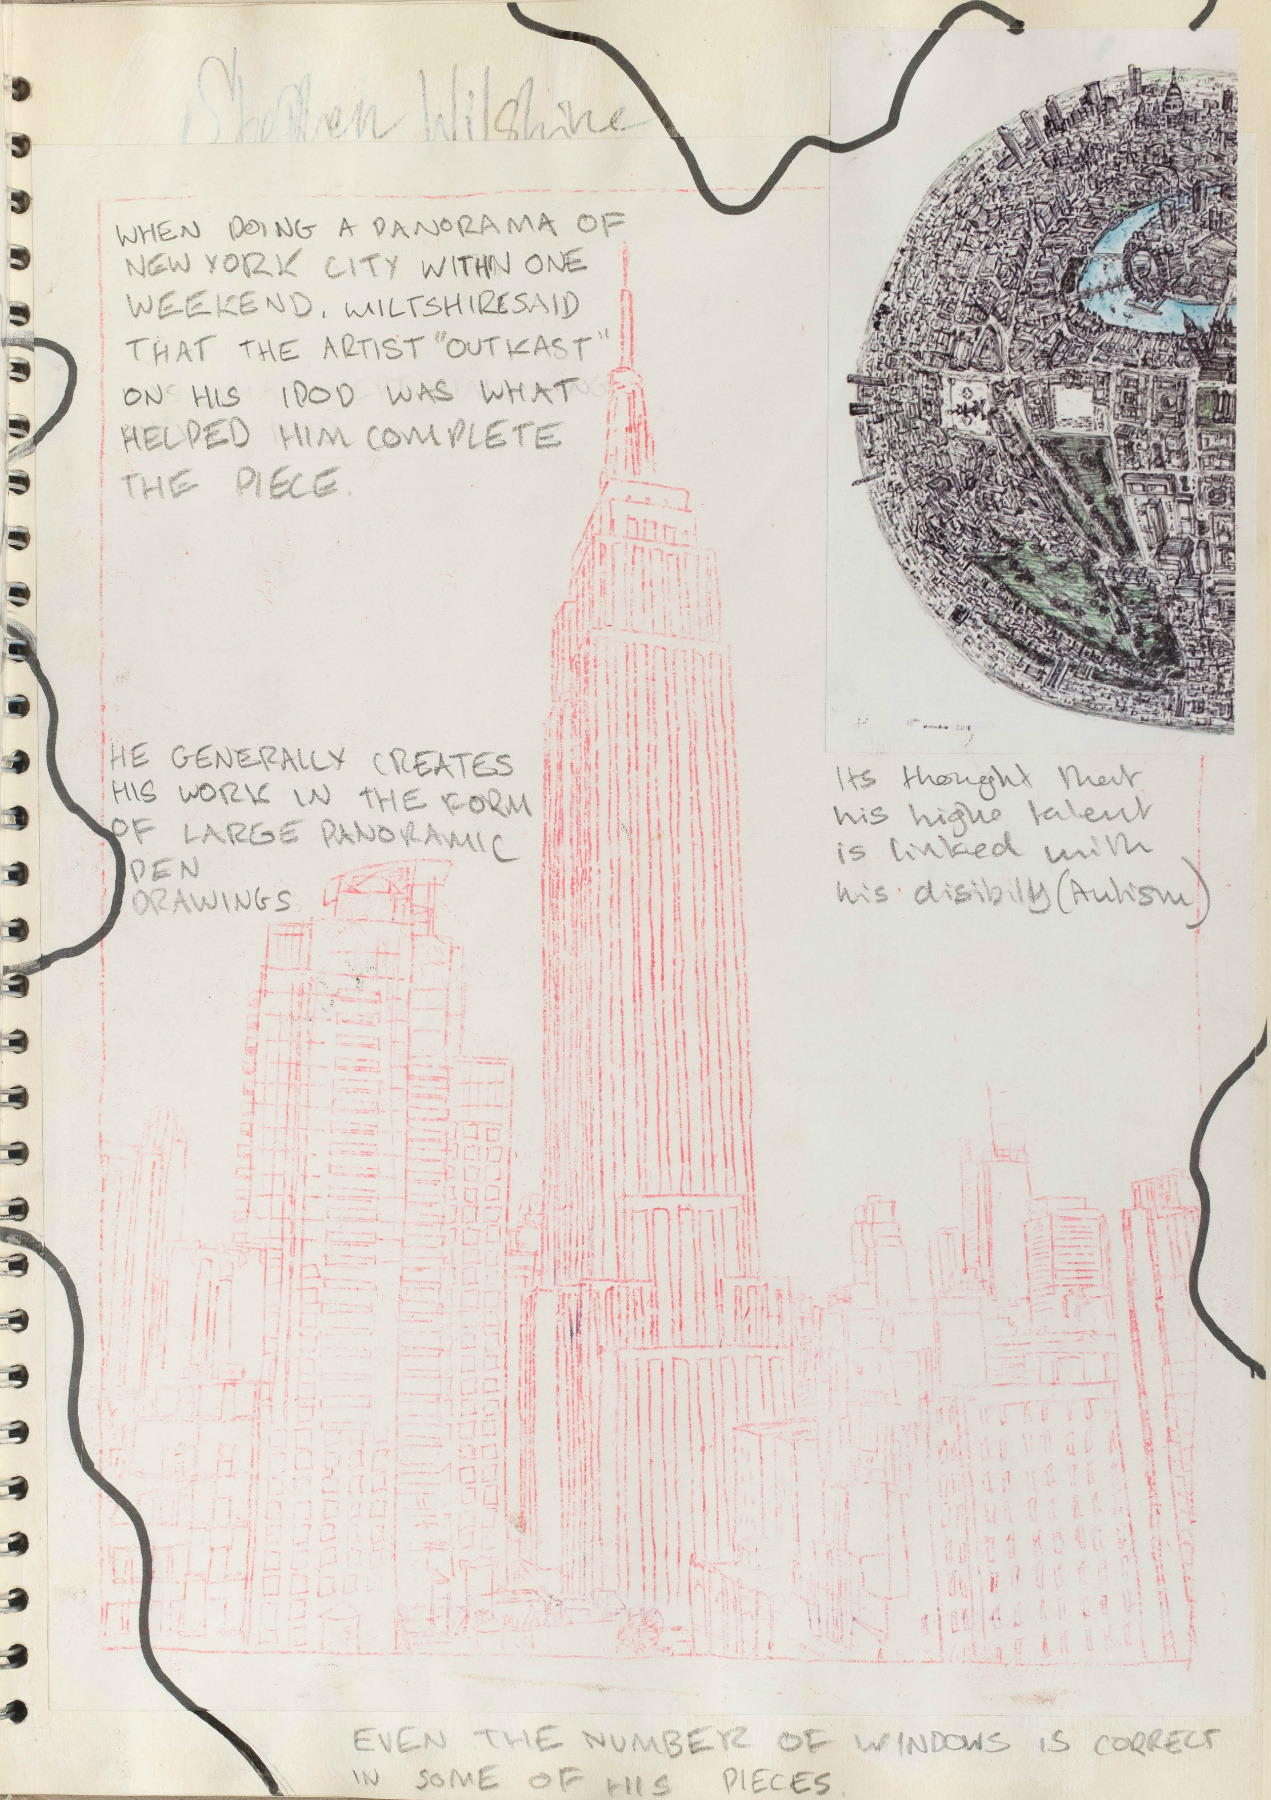 Stephen Wilshire
WHEN DOING A PANORAMA OF
NEW YORK CITY WITHIN ONE
WEEKEND, WILTSHIRE SAID
THAT THE ARTIST "OUTKAST"
ON HIS IPOD WAS WHAT
HELPED HIM COMPLETE
THE PIECE.
HE GENERALLY CREATES
HIS WORK IN THE FORM
OF LARGE PANORAMIC
PEN
DRAWINGS
Its thought that
his highe talent
is linked with
his disibilty (Autism)
EVEN THE NUMBER OF WINDOWS IS CORRECT
IN SOME OF HIS PIECES.